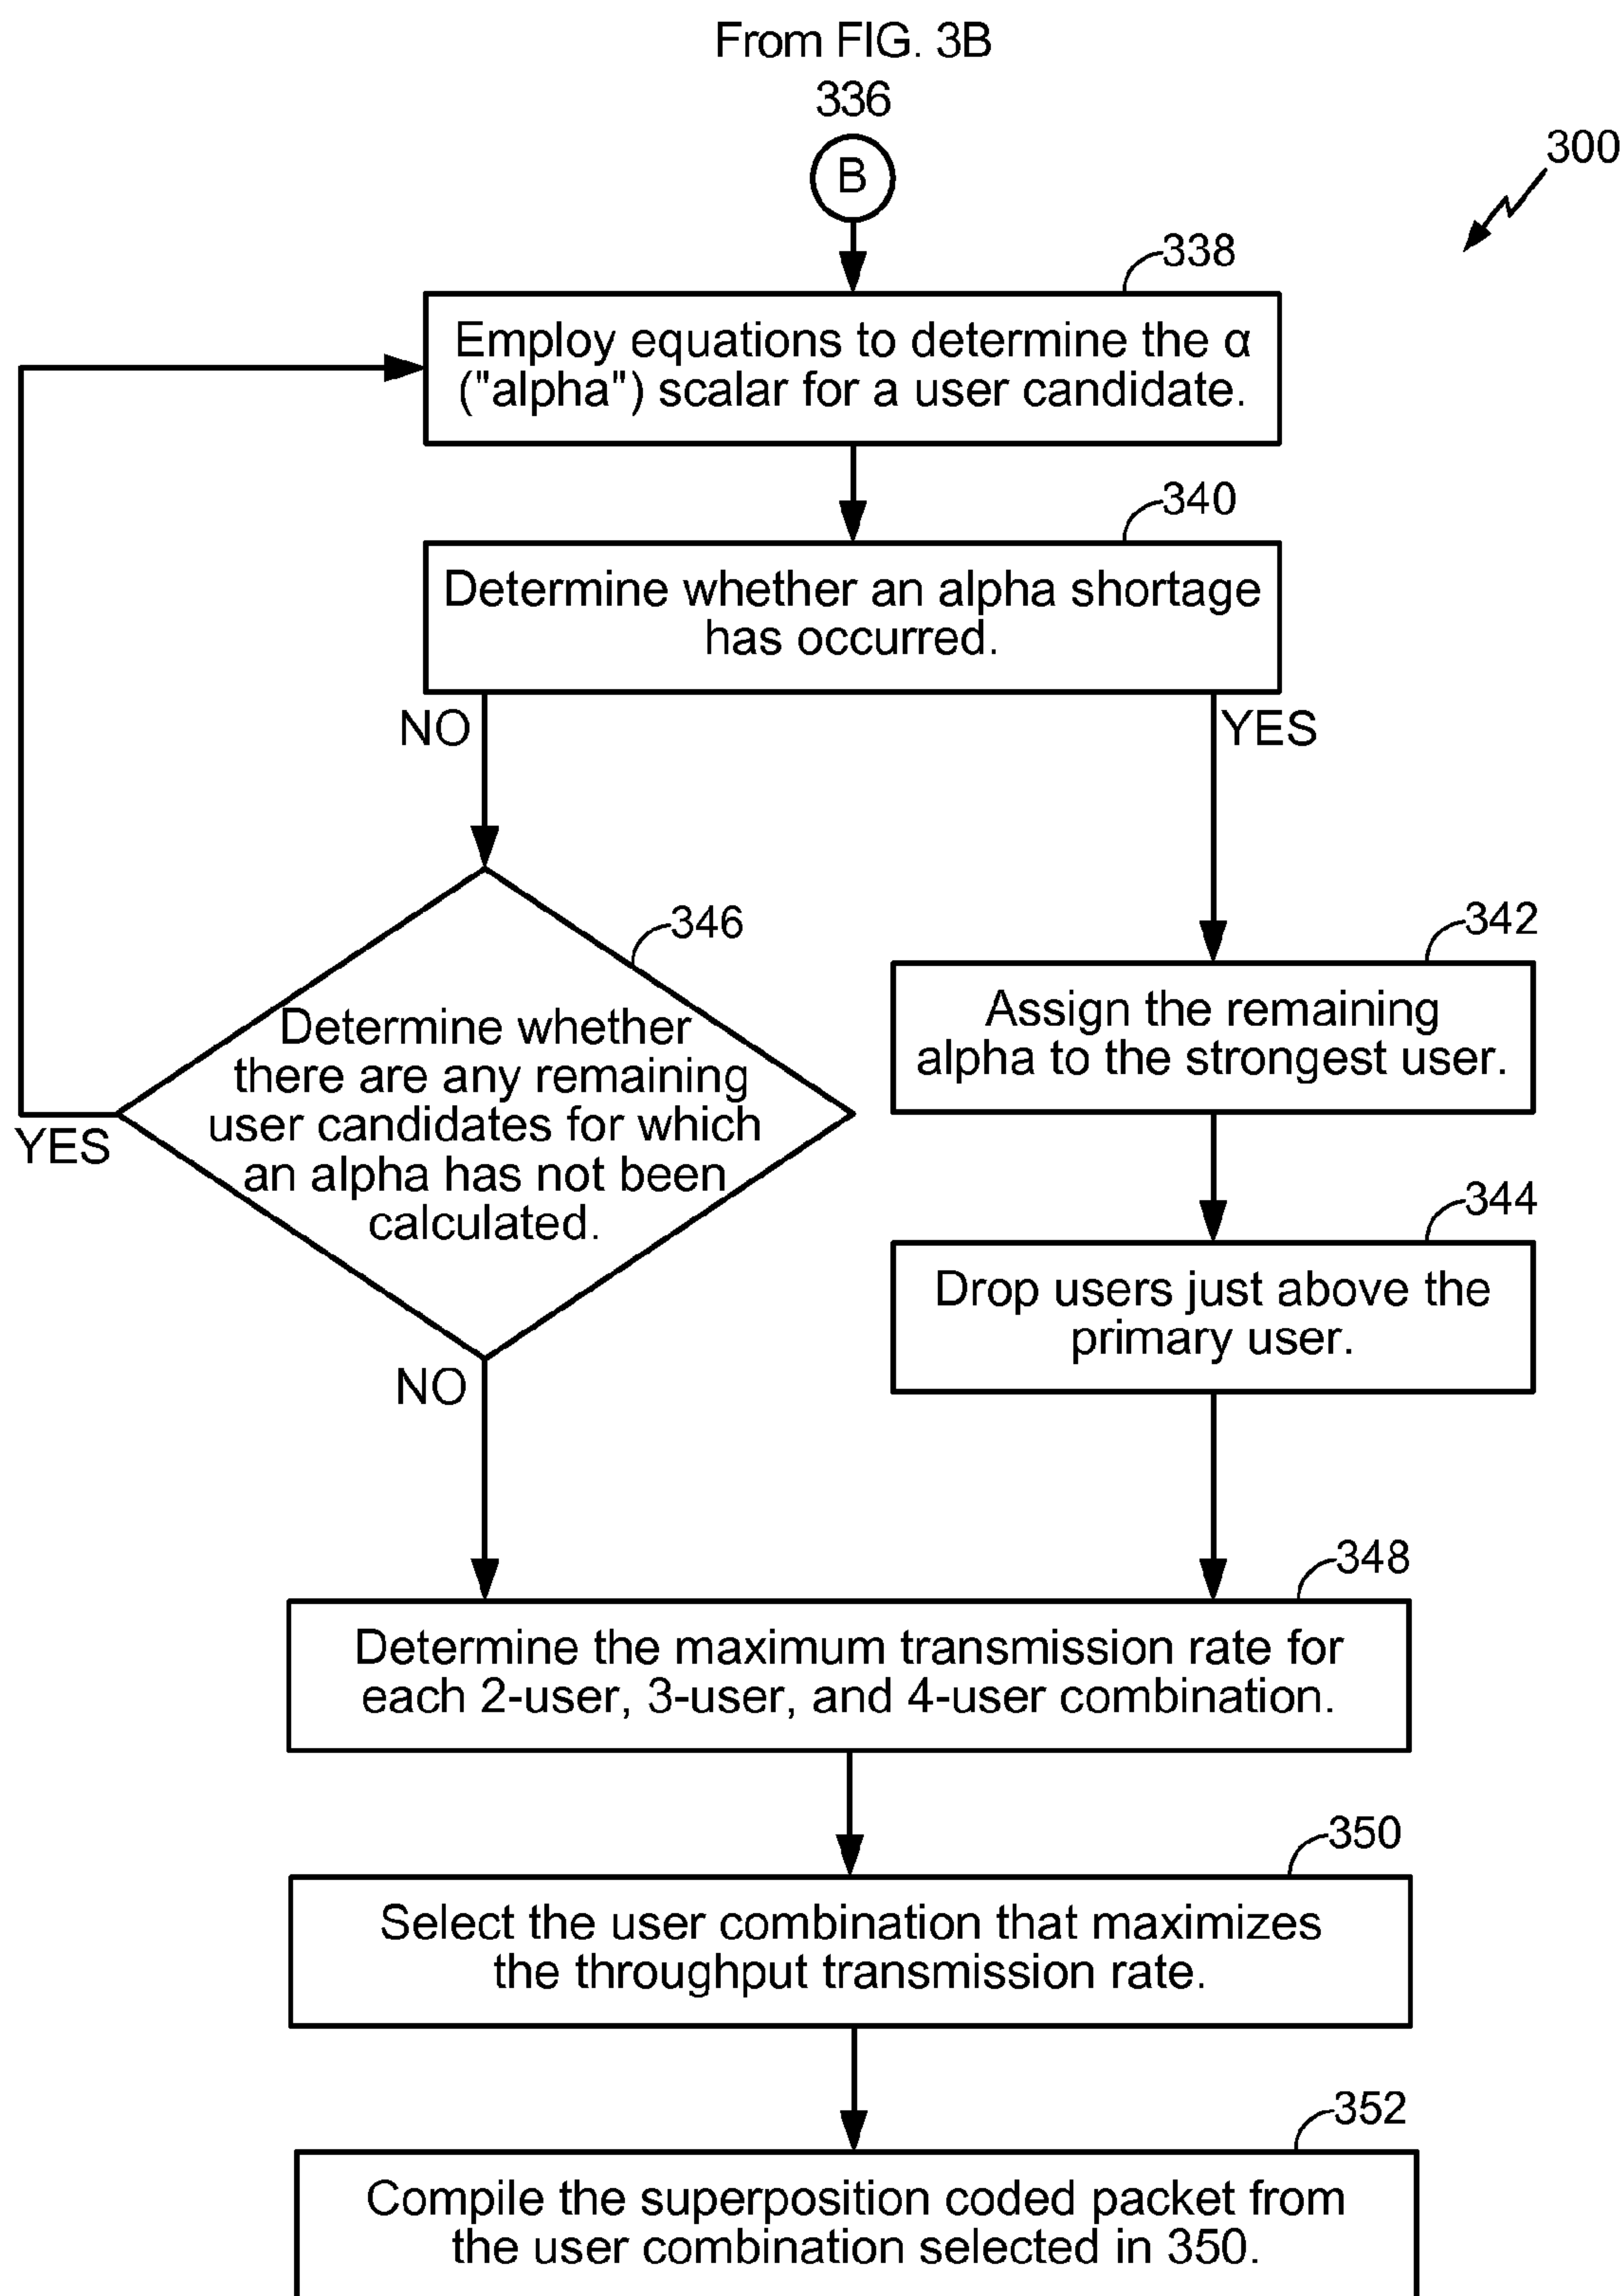 From FIG. 3B
336
B
300
338
Employ equations to determine the α
("alpha") scalar for a user candidate.
340
Determine whether an alpha shortage
has occurred.
NO
YES
346
Determine whether
there are any remaining
user candidates for which
an alpha has not been
calculated.
YES
NO
342
Assign the remaining
alpha to the strongest user.
344
Drop users just above the
primary user.
348
Determine the maximum transmission rate for
each 2-user, 3-user, and 4-user combination.
350
Select the user combination that maximizes
the throughput transmission rate.
352
Compile the superposition coded packet from
the user combination selected in 350.